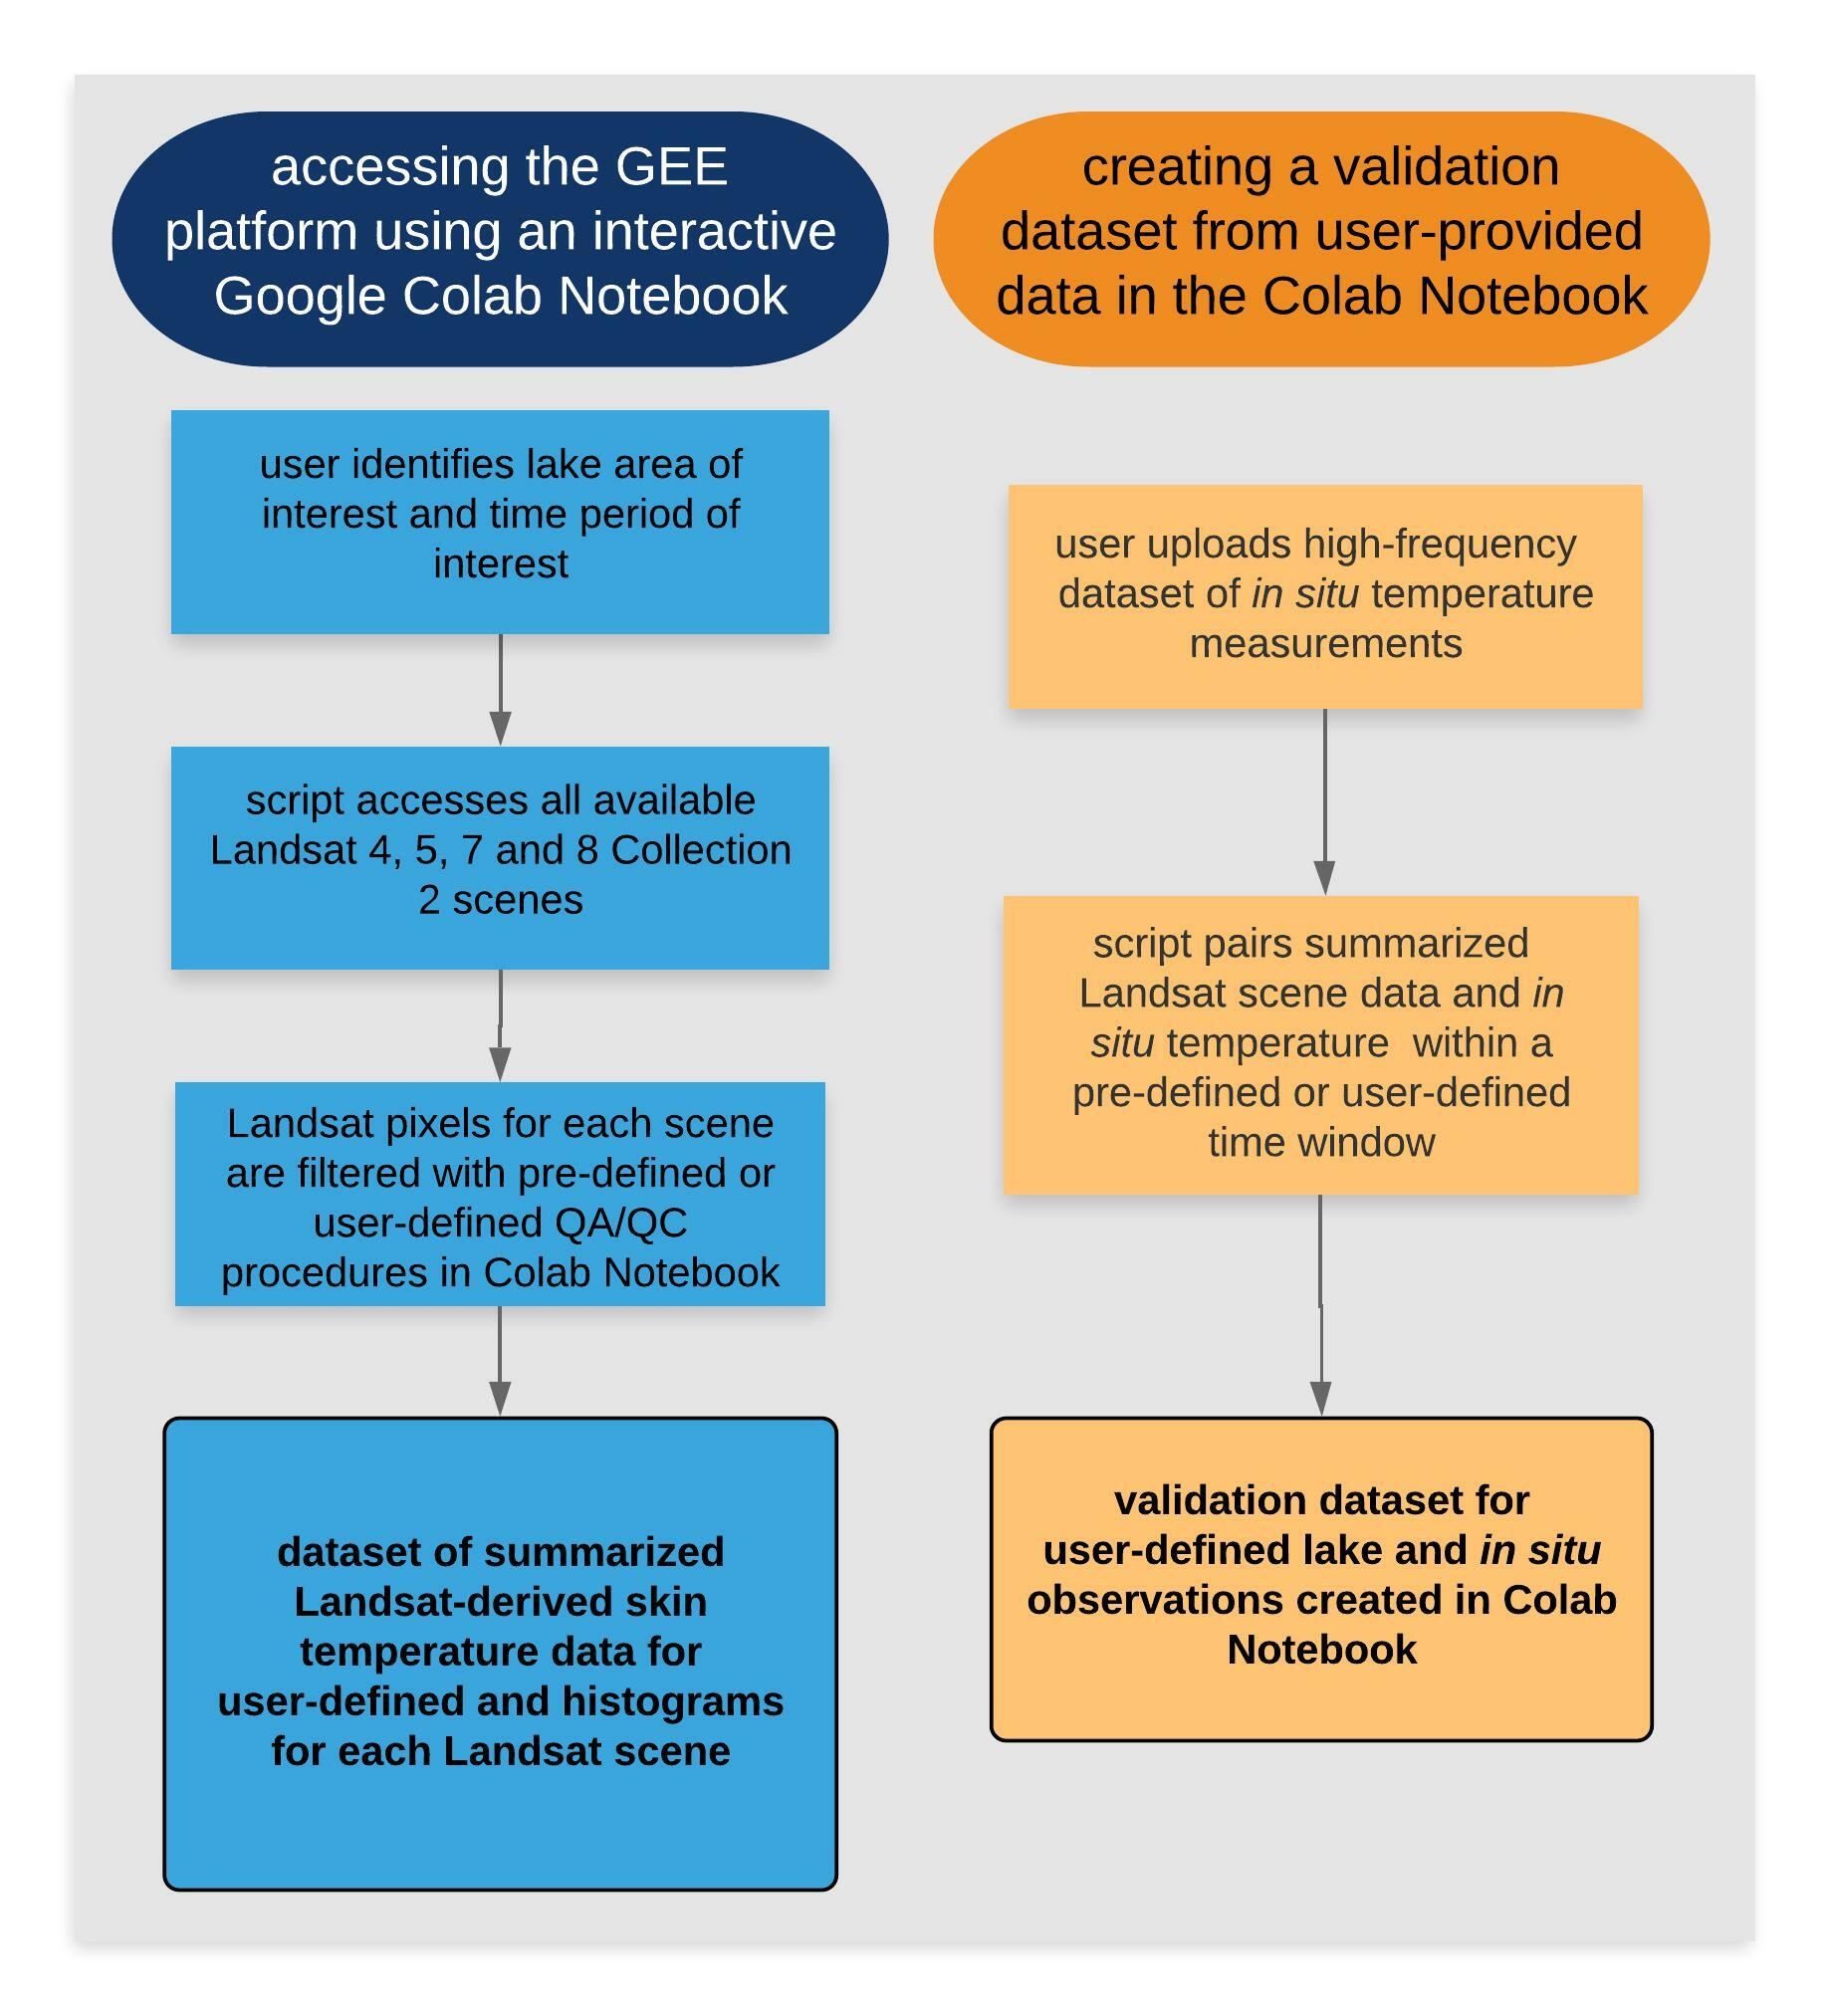 accessing the GEE
platform using an interactive
Google Colab Notebook
user identifies lake area of
interest and time period of
interest
script accesses all available
Landsat 4, 5, 7 and 8 Collection
2 scenes
Landsat pixels for each scene
are filtered with pre-defined or
user-defined QA/QC
procedures in Colab Notebook
dataset of summarized
Landsat-derived skin
temperature data for
user-defined and histograms
for each Landsat scene
creating a validation
dataset from user-provided
data in the Colab Notebook
user uploads high-frequency
dataset of in situ temperature
measurements
script pairs summarized
Landsat scene data and in
situ temperature  within a
pre-defined or user-defined
time window
validation dataset for
user-defined lake and in situ
observations created in Colab
Notebook